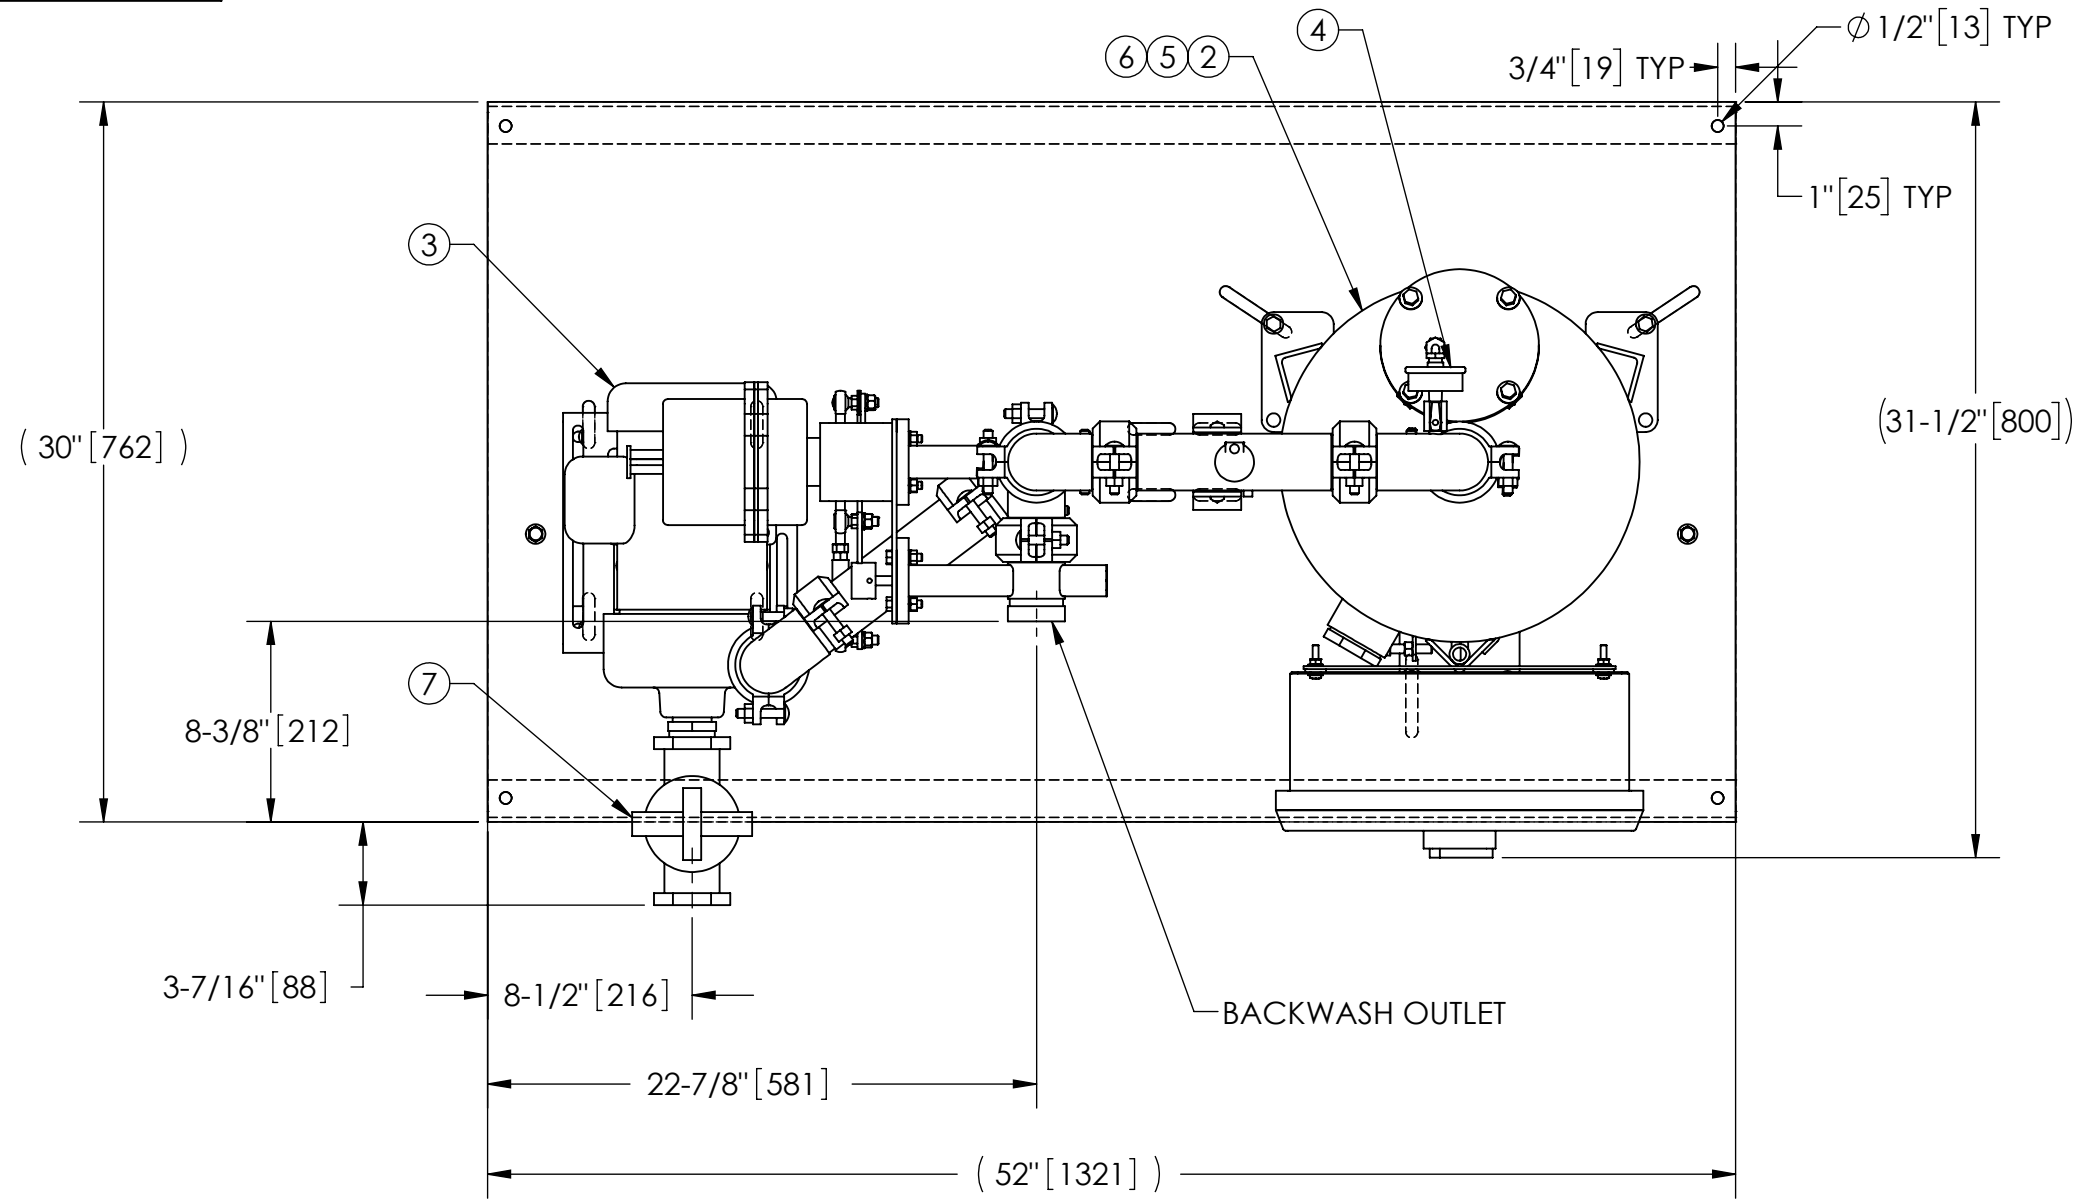 4
Ø 1/2" [13] TYP
6 5 2
3/4" [19] TYP
1" [25] TYP
3
( 30" [762] )
(31-1/2" [800])
7
8-3/8" [212]
3-7/16" [88]
8-1/2" [216]
BACKWASH OUTLET
22-7/8" [581]
( 52" [1321] )